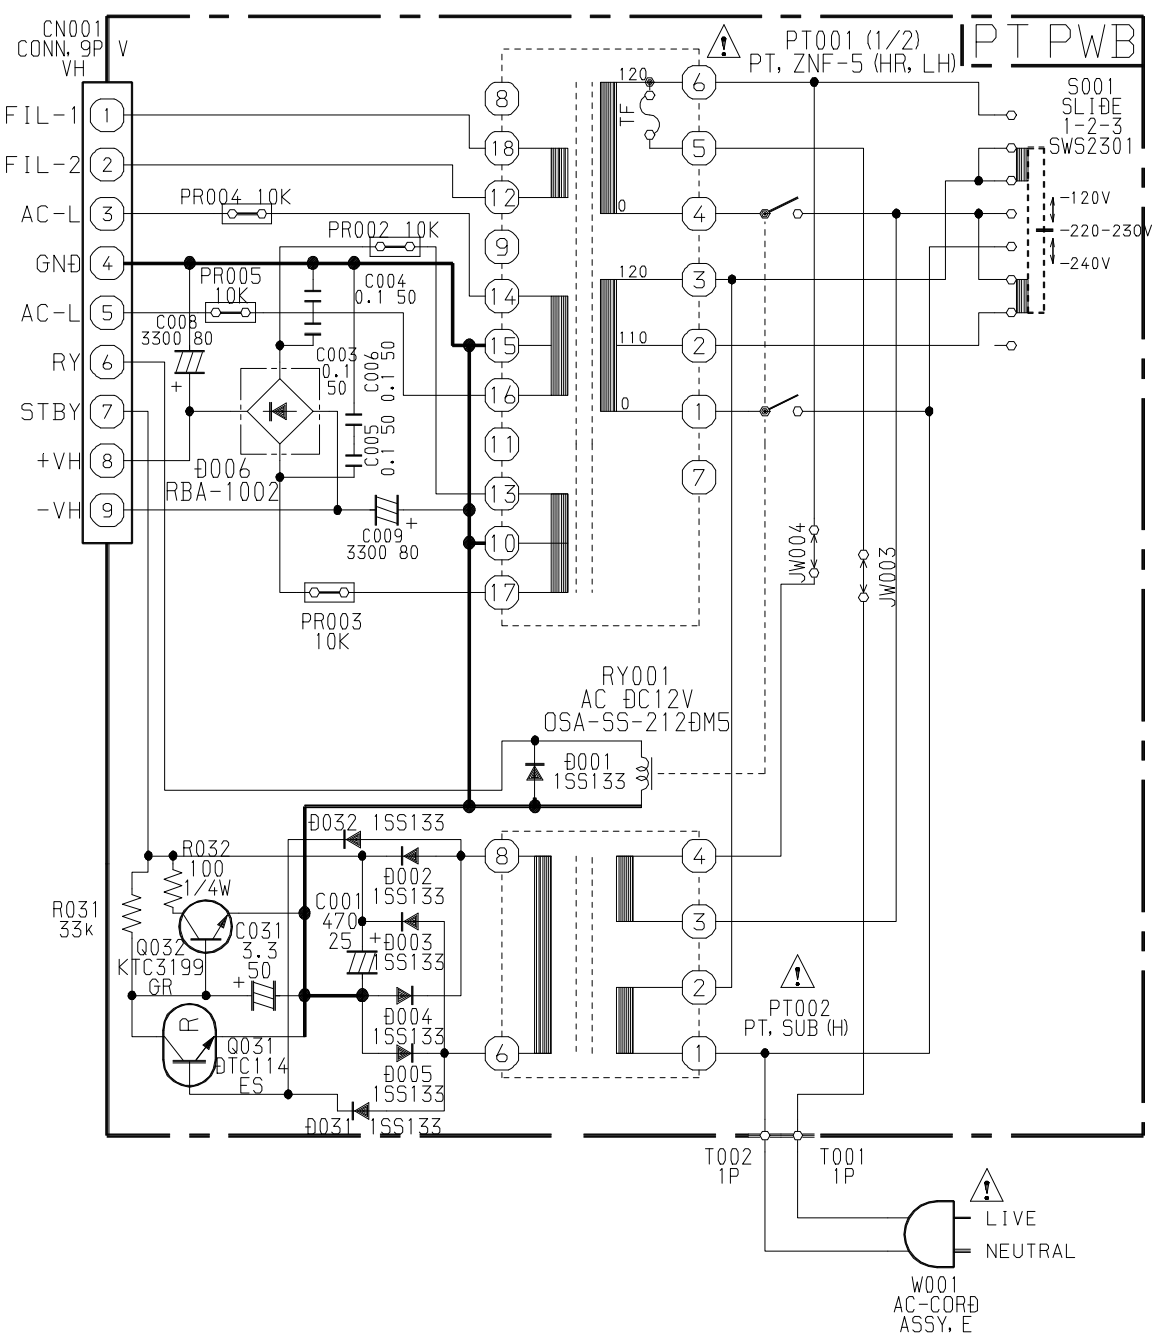 CN001
CONN, 9P V
VH
PT001 (1/2)
PT, ZNF-5 (HR, LH)
PT PWB
S001
SLIDE
1-2-3
SWS2301
FIL-1 1
FIL-2 2
AC-L 3
GND 4
AC-L 5
RY 6
STBY 7
+VH 8
-VH 9
PR004 10K
PR002 10K
PR005
10K
C004
0.1 50
C008
3300 80
+
C003
0.1
50
C006
0.1 50
C005
0.1 50
D006
RBA-1002
C009
3300 80
+
PR003
10K
8
18
12
9
14
15
16
11
13
10
17
120
TF
0
120
110
0
6
5
4
3
2
1
7
-120V
-220-230V
-240V
JW004
JW003
RY001
AC DC12V
OSA-SS-212DM5
D001
1SS133
D032 1SS133
R032
100
1/4W
D002
1SS133
R031
33k
C001
470
25
+
D003
1SS133
Q032
KTC3199
GR
C031
3.3
50
+
D004
1SS133
R
Q031
DTC114
ES
D005
1SS133
D031 1SS133
8
6
4
3
2
1
PT002
PT, SUB (H)
T002
1P
T001
1P
LIVE
NEUTRAL
W001
AC-CORD
ASSY, E